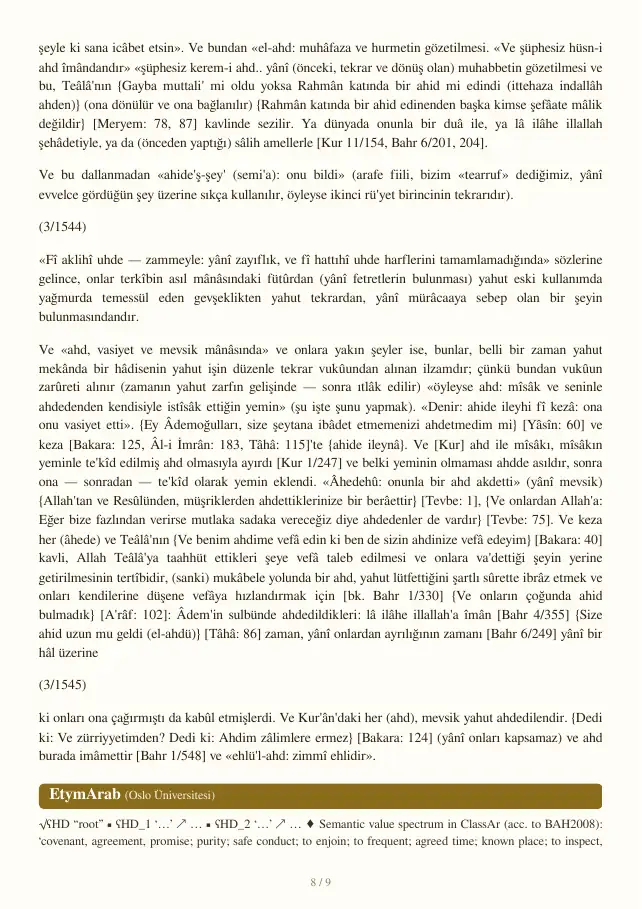 şeyle ki sana icâbet etsin». Ve bundan «el-ahd: muhâfaza ve hurmetin gözetilmesi. «Ve şüphesiz hüsn-i
ahd îmândandır» «şüphesiz kerem-i ahd.. yânî (önceki, tekrar ve dönüş olan) muhabbetin gözetilmesi ve
bu, Teâlâ'nın {Gayba muttali' mi oldu yoksa Rahmân katında bir ahid mi edindi (ittehaza indallâh
ahden)} (ona dönülür ve ona bağlanılır) {Rahmân katında bir ahid edinenden başka kimse şefâate mâlik
değildir} [Meryem: 78, 87] kavlinde sezilir. Ya dünyada onunla bir duâ ile, ya lâ ilâhe illallah
şehâdetiyle, ya da (önceden yaptığı) sâlih amellerle [Kur 11/154, Bahr 6/201, 204].
Ve bu dallanmadan «ahide'ş-şey' (semi'a): onu bildi» (arafe fiili, bizim «tearruf» dediğimiz, yânî
evvelce gördüğün şey üzerine sıkça kullanılır, öyleyse ikinci rü'yet birincinin tekrarıdır).
(3/1544)
«Fî aklihî uhde — zammeyle: yânî zayıflık, ve fî hattıhî uhde harflerini tamamlamadığında» sözlerine
gelince, onlar terkîbin asıl mânâsındaki fütûrdan (yânî fetretlerin bulunması) yahut eski kullanımda
yağmurda temessül eden gevşeklikten yahut tekrardan, yânî mürâcaaya sebep olan bir şeyin
bulunmasındandır.
Ve «ahd, vasiyet ve mevsik mânâsında» ve onlara yakın şeyler ise, bunlar, belli bir zaman yahut
mekânda bir hâdisenin yahut işin düzenle tekrar vukûundan alınan ilzamdır; çünkü bundan vukûun
zarûreti alınır (zamanın yahut zarfın gelişinde — sonra ıtlâk edilir) «öyleyse ahd: mîsâk ve seninle
ahdedenden kendisiyle istîsâk ettiğin yemin» (şu işte şunu yapmak). «Denir: ahide ileyhi fî kezâ: ona
onu vasiyet etti». {Ey Âdemoğulları, size şeytana ibâdet etmemenizi ahdetmedim mi} [Yâsîn: 60] ve
keza [Bakara: 125, Âl-i İmrân: 183, Tâhâ: 115]'te {ahide ileynâ}. Ve [Kur] ahd ile mîsâkı, mîsâkın
yeminle te'kîd edilmiş ahd olmasıyla ayırdı [Kur 1/247] ve belki yeminin olmaması ahdde asıldır, sonra
ona — sonradan — te'kîd olarak yemin eklendi. «Âhedehû: onunla bir ahd akdetti» (yânî mevsik)
{Allah'tan ve Resûlünden, müşriklerden ahdettiklerinize bir berâettir} [Tevbe: 1], {Ve onlardan Allah'a:
Eğer bize fazlından verirse mutlaka sadaka vereceğiz diye ahdedenler de vardır} [Tevbe: 75]. Ve keza
her (âhede) ve Teâlâ'nın {Ve benim ahdime vefâ edin ki ben de sizin ahdinize vefâ edeyim} [Bakara: 40]
kavli, Allah Teâlâ'ya taahhüt ettikleri şeye vefâ taleb edilmesi ve onlara va'dettiği şeyin yerine
getirilmesinin tertîbidir, (sanki) mukâbele yolunda bir ahd, yahut lütfettiğini şartlı sûrette ibrâz etmek ve
onları kendilerine düşene vefâya hızlandırmak için [bk. Bahr 1/330] {Ve onların çoğunda ahid
bulmadık} [A'râf: 102]: Âdem'in sulbünde ahdedildikleri: lâ ilâhe illallah'a îmân [Bahr 4/355] {Size
ahid uzun mu geldi (el-ahdü)} [Tâhâ: 86] zaman, yânî onlardan ayrılığının zamanı [Bahr 6/249] yânî bir
hâl üzerine
(3/1545)
ki onları ona çağırmıştı da kabûl etmişlerdi. Ve Kur'ân'daki her (ahd), mevsik yahut ahdedilendir. {Dedi
ki: Ve zürriyyetimden? Dedi ki: Ahdim zâlimlere ermez} [Bakara: 124] (yânî onları kapsamaz) ve ahd
burada imâmettir [Bahr 1/548] ve «ehlü'l-ahd: zimmî ehlidir».
EtymArab (Oslo Üniversitesi)
√ʕHD “root” ▪ ʕHD_1 ‘…’ ↗ … ▪ ʕHD_2 ‘…’ ↗ … ♦ Semantic value spectrum in ClassAr (acc. to BAH2008):
‘covenant, agreement, promise; purity; safe conduct; to enjoin; to frequent; agreed time; known place; to inspect,
8 / 9